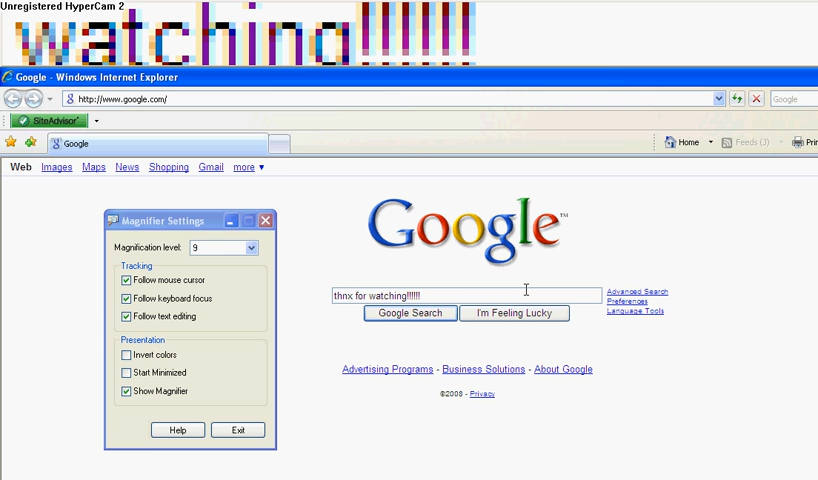 Unregistered HyperCam 2
watching!!!!!!
Google - Windows Internet Explorer
http://www.google.com/
Google
SiteAdvisor
Google
Home
Feeds (J)
Prin
Web Images Maps News Shopping Gmail more ▼
Magnifier Settings
Magnification level: 9
Tracking
Follow mouse cursor
Follow keyboard focus
Follow text editing
Presentation
Invert colors
Start Minimized
Show Magnifier
Help
Exit
Google™
thnx for watching!!!!!!
Advanced Search
Preferences
Language Tools
Google Search
I'm Feeling Lucky
Advertising Programs - Business Solutions - About Google
©2008 - Privacy